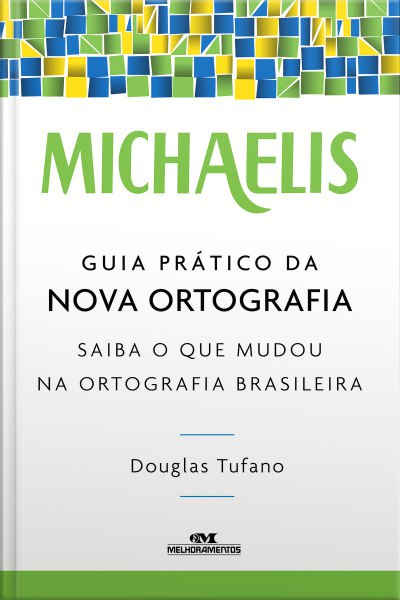 MICHAELIS
GUIA PRÁTICO DA
NOVA ORTOGRAFIA
SAIBA O QUE MUDOU
NA ORTOGRAFIA BRASILEIRA
Douglas Tufano
MELHORAMENTOS